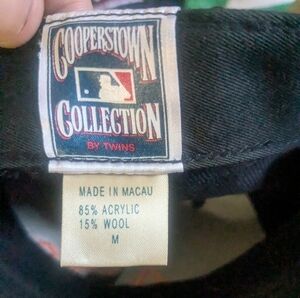 COOPERSTOWN
COLLECTION
BY TWINS
MADE IN MACAU
85% ACRYLIC
15% WOOL
M